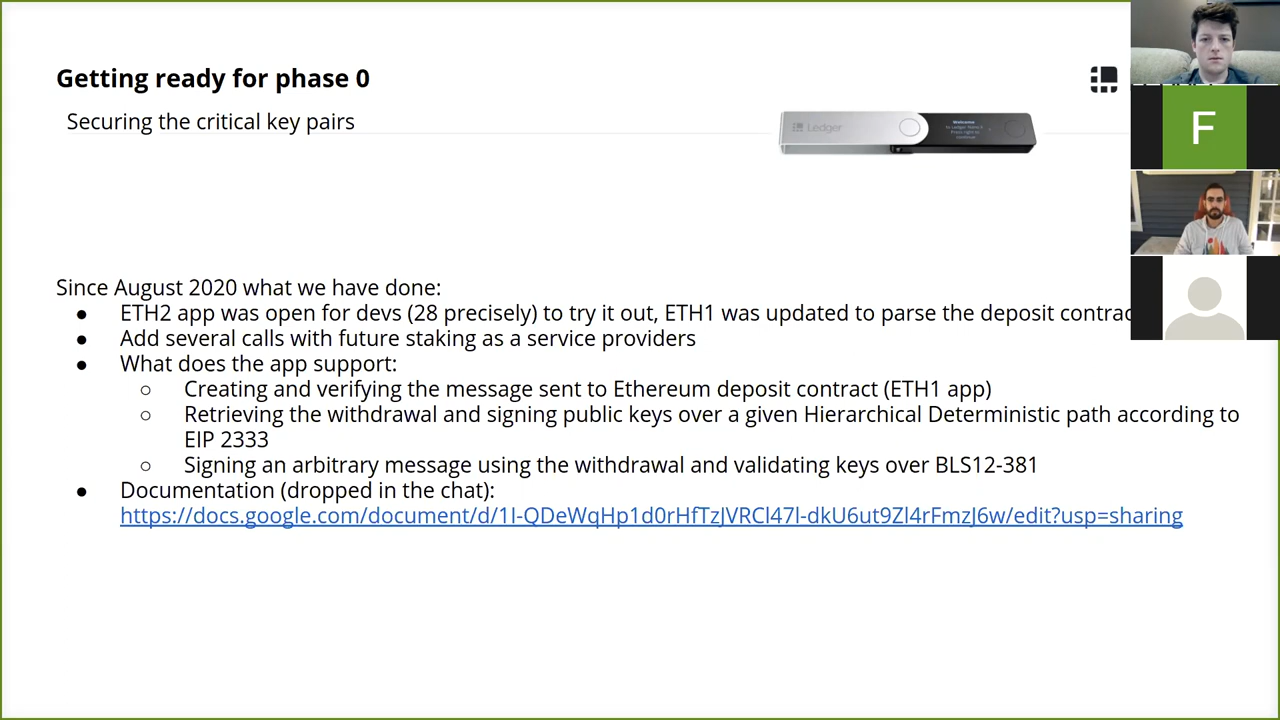 Getting ready for phase 0
Securing the critical key pairs
Ledger
Welcome
F
Since August 2020 what we have done:
● ETH2 app was open for devs (28 precisely) to try it out, ETH1 was updated to parse the deposit contrac
● Add several calls with future staking as a service providers
● What does the app support:
○ Creating and verifying the message sent to Ethereum deposit contract (ETH1 app)
○ Retrieving the withdrawal and signing public keys over a given Hierarchical Deterministic path according to
EIP 2333
○ Signing an arbitrary message using the withdrawal and validating keys over BLS12-381
● Documentation (dropped in the chat):
https://docs.google.com/document/d/1I-QDeWqHp1d0rHfTzJVRCl47I-dkU6ut9Zl4rFmzJ6w/edit?usp=sharing